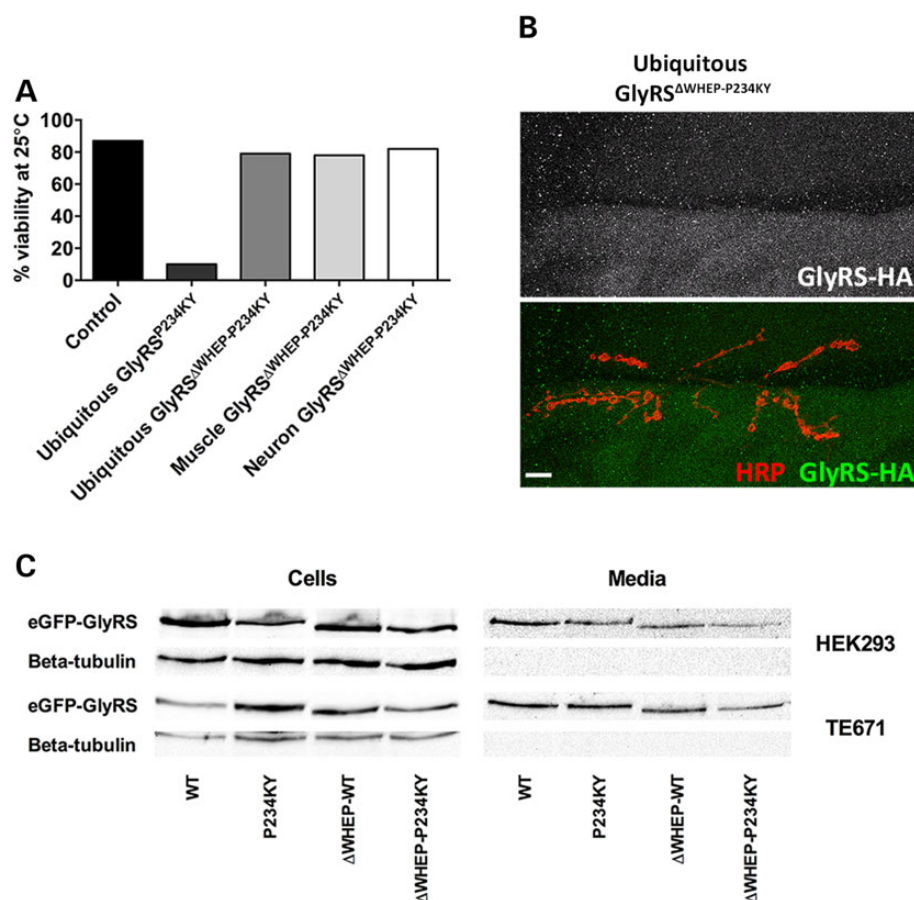 A
% viability at 25°C
100
80
60
40
20
0
Control
Ubiquitous GlyRS^P234KY
Ubiquitous GlyRS^ΔWHEP-P234KY
Muscle GlyRS^ΔWHEP-P234KY
Neuron GlyRS^ΔWHEP-P234KY
B
Ubiquitous
GlyRS^ΔWHEP-P234KY
GlyRS-HA
HRP GlyRS-HA
C
Cells Media
eGFP-GlyRS
Beta-tubulin
HEK293
eGFP-GlyRS
Beta-tubulin
TE671
WT
P234KY
ΔWHEP-WT
ΔWHEP-P234KY
WT
P234KY
ΔWHEP-WT
ΔWHEP-P234KY